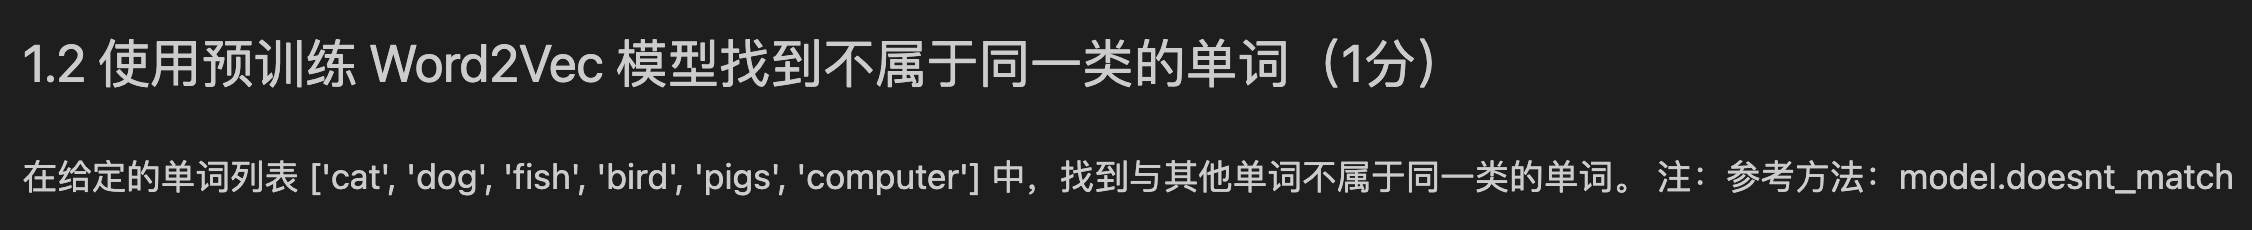 1.2 使用预训练 Word2Vec 模型找到不属于同一类的单词（1分）
在给定的单词列表 ['cat', 'dog', 'fish', 'bird', 'pigs', 'computer'] 中，找到与其他单词不属于同一类的单词。 注：参考方法：model.doesnt_match